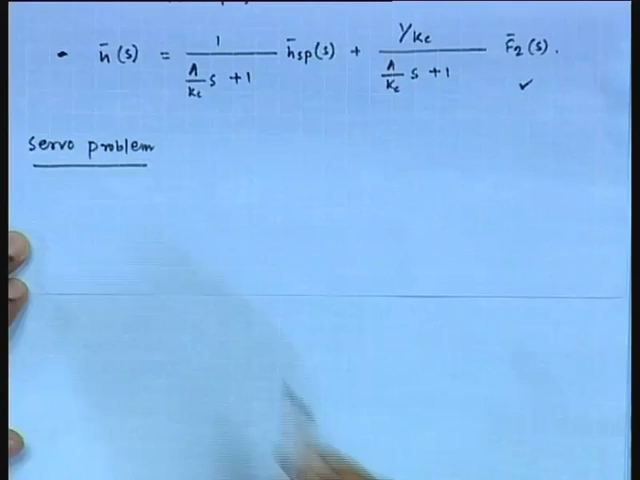 • h̄(s) = 1 / (A/Kc s + 1) h̄sp(s) + 1/Kc / (A/Kc s + 1) F̄2(s). ✓
Servo problem